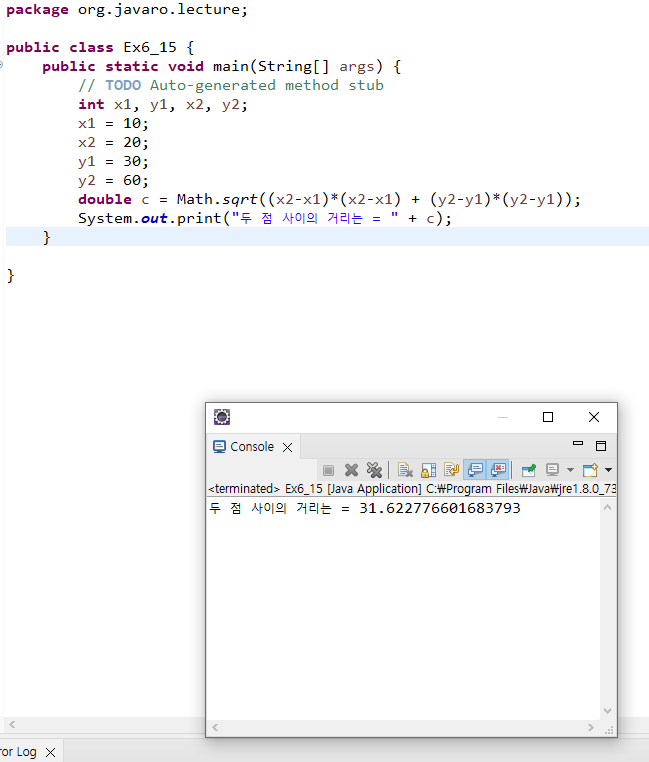 package org.javaro.lecture;
public class Ex6_15 {
public static void main(String[] args) {
// TODO Auto-generated method stub
int x1, y1, x2, y2;
x1 = 10;
x2 = 20;
y1 = 30;
y2 = 60;
double c = Math.sqrt((x2-x1)*(x2-x1) + (y2-y1)*(y2-y1));
System.out.print("두 점 사이의 거리는 = " + c);
}
}
Console
<terminated> Ex6_15 [Java Application] C:₩Program Files₩Java₩jre1.8.0_73
두 점 사이의 거리는 = 31.622776601683793
ror Log